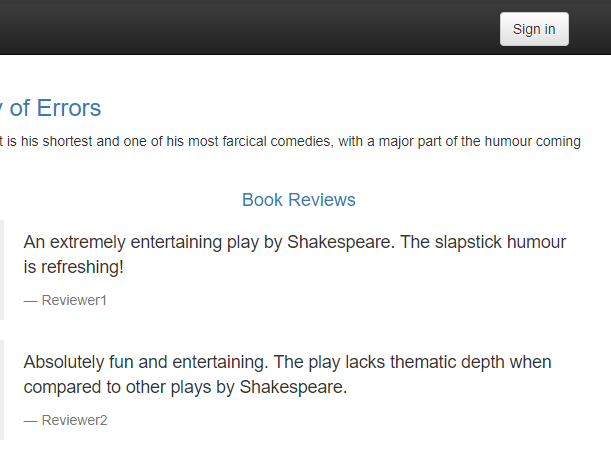 Sign in
of Errors
is his shortest and one of his most farcical comedies, with a major part of the humour coming
Book Reviews
An extremely entertaining play by Shakespeare. The slapstick humour
is refreshing!
— Reviewer1
Absolutely fun and entertaining. The play lacks thematic depth when
compared to other plays by Shakespeare.
— Reviewer2